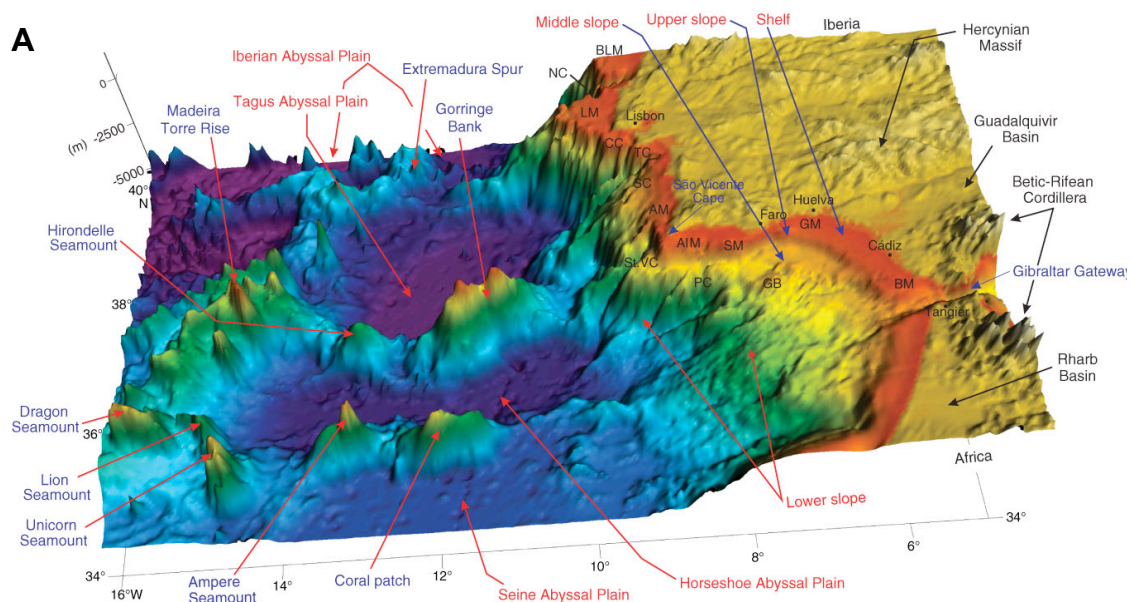 A
Middle slope
Upper slope
Shelf
Iberia
Hercynian
Massif
BLM
Iberian Abyssal Plain
Extremadura Spur
NC
0
-2500
(m)
-5000
40°
N
Tagus Abyssal Plain
Madeira
Torre Rise
Gorringe
Bank
LM
Lisbon
CC
TC
SC
AM
São Vicente
Cape
Guadalquivir
Basin
Betic-Rifean
Cordillera
Huelva
Faro
GM
Cádiz
AIM
SM
St.VC
PC
GB
BM
Gibraltar Gateway
Tangier
Hirondelle
Seamount
38°
Rharb
Basin
Dragon
Seamount
36°
Lion
Seamount
Unicorn
Seamount
Africa
Lower slope
34°
6°
8°
10°
12°
14°
16°W
34°
Ampere
Seamount
Coral patch
Seine Abyssal Plain
Horseshoe Abyssal Plain